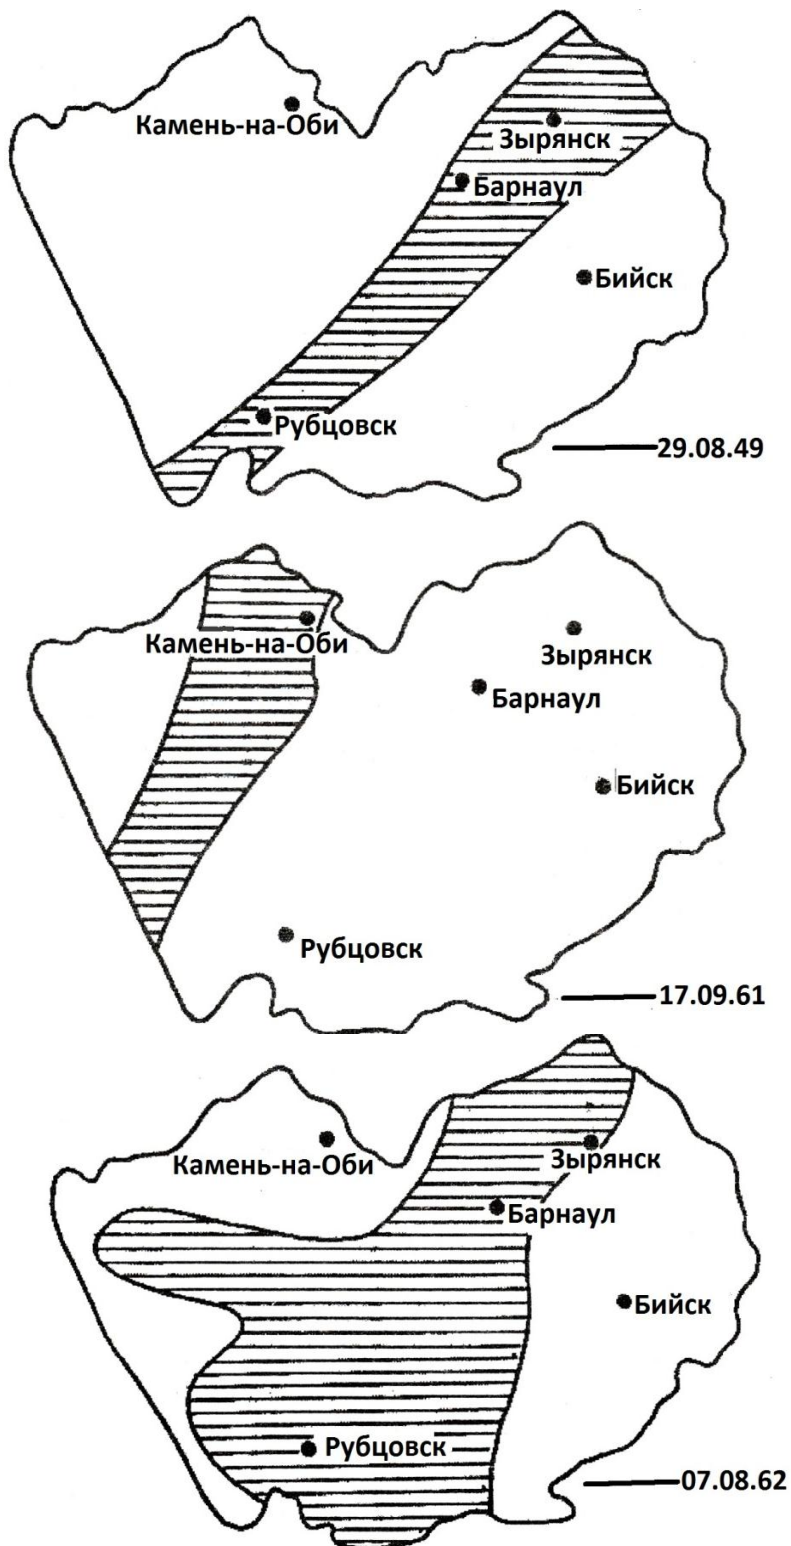 Камень-на-Оби
Зырянск
Барнаул
Бийск
Рубцовск
29.08.49
Камень-на-Оби
Зырянск
Барнаул
Бийск
Рубцовск
17.09.61
Камень-на-Оби
Зырянск
Барнаул
Бийск
Рубцовск
07.08.62